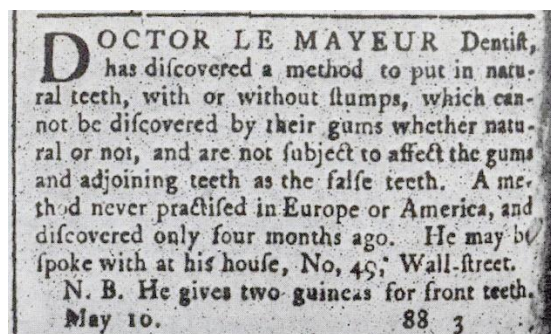 DOCTOR LE MAYEUR Dentiſt,
has diſcovered a method to put in natu-
ral teeth, with or without ſtumps, which can-
not be diſcovered by their gums whether natu-
ral or not, and are not ſubject to affect the gums
and adjoining teeth as the falſe teeth. A me-
thod never practiſed in Europe or America, and
diſcovered only four months ago. He may be
ſpoke with at his houſe, No, 45, Wall-ſtreet.
N. B. He gives two guineas for front teeth.
May 10. 88 3